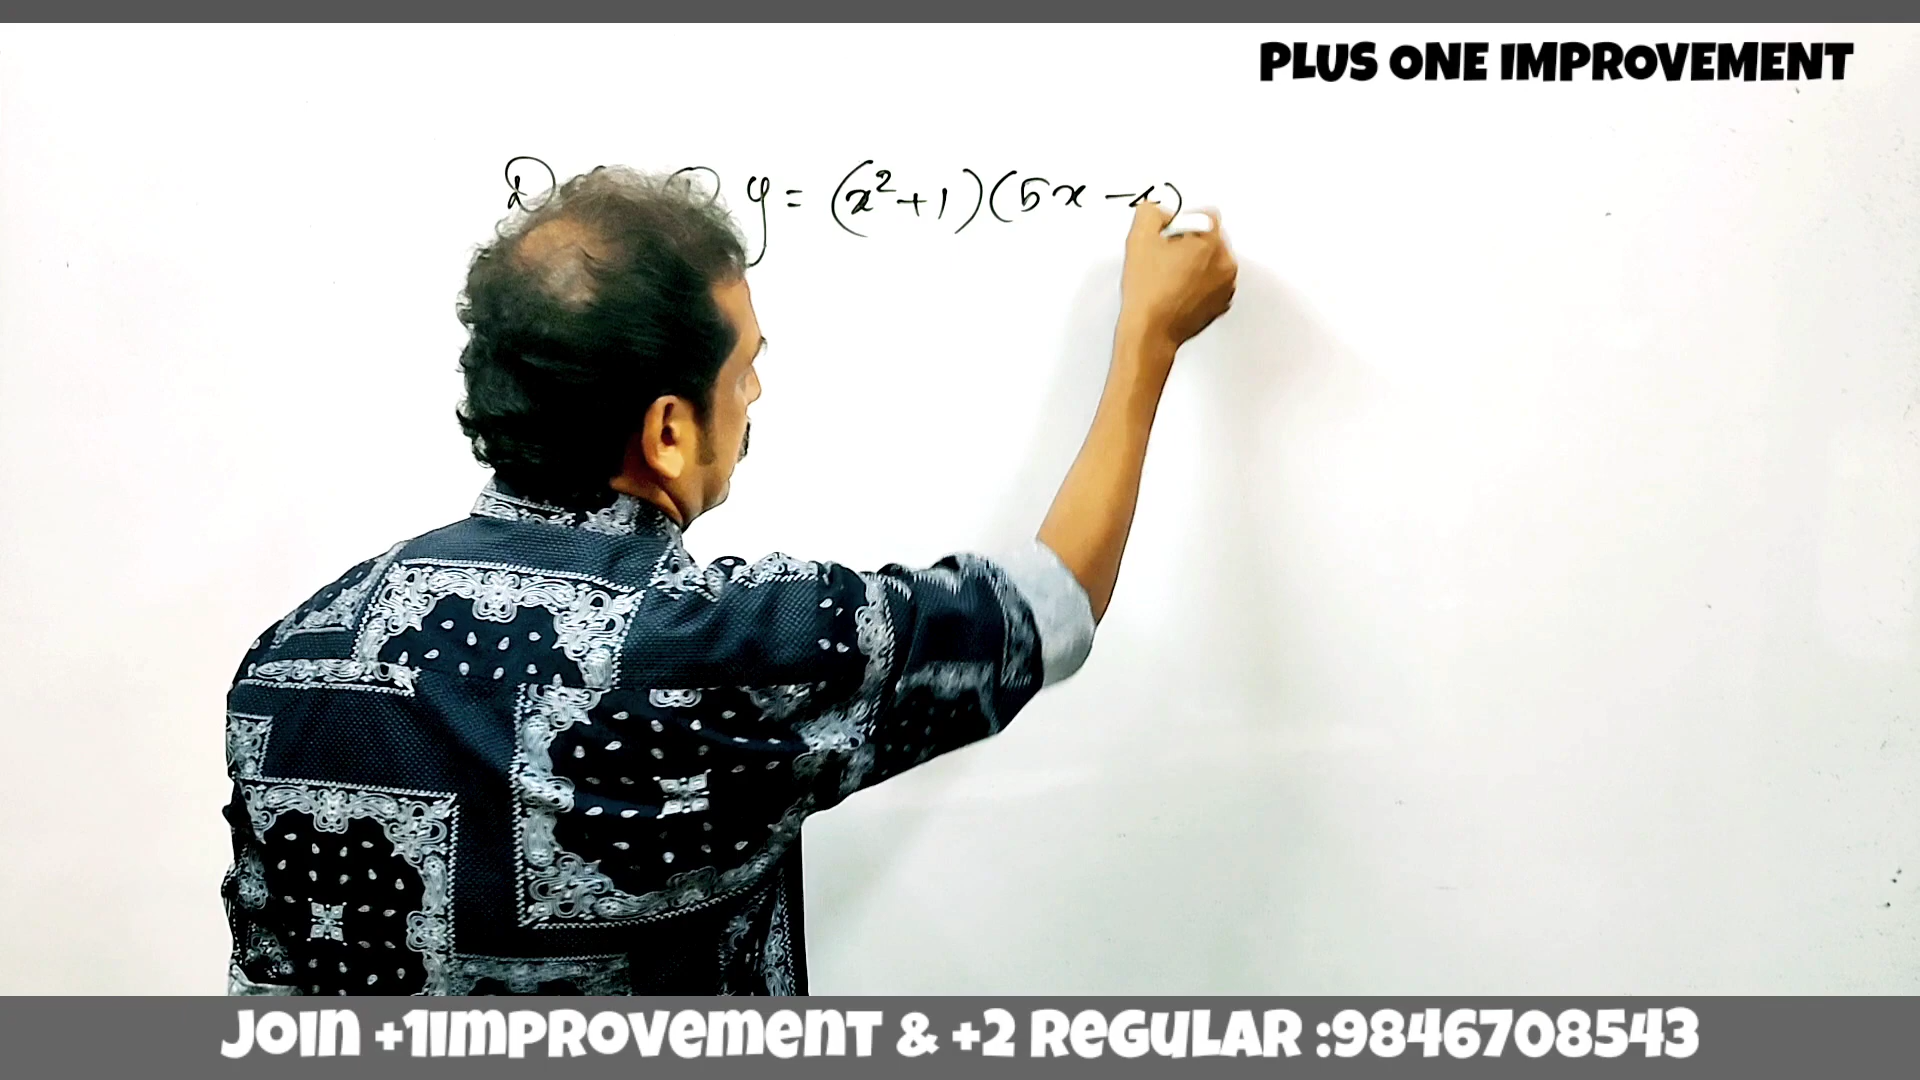 PLUS ONE IMPROVEMENT
y = (x²+1)(5x -
JOIN +1IMPROVEMENT & +2 REGULAR :9846708543